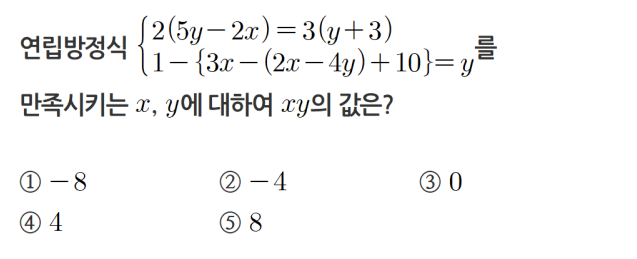 연립방정식 { 2(5y－2x)=3(y+3)
1－{3x－(2x－4y)+10}=y 를
만족시키는 x, y에 대하여 xy의 값은?
① －8 ② －4 ③ 0
④ 4 ⑤ 8